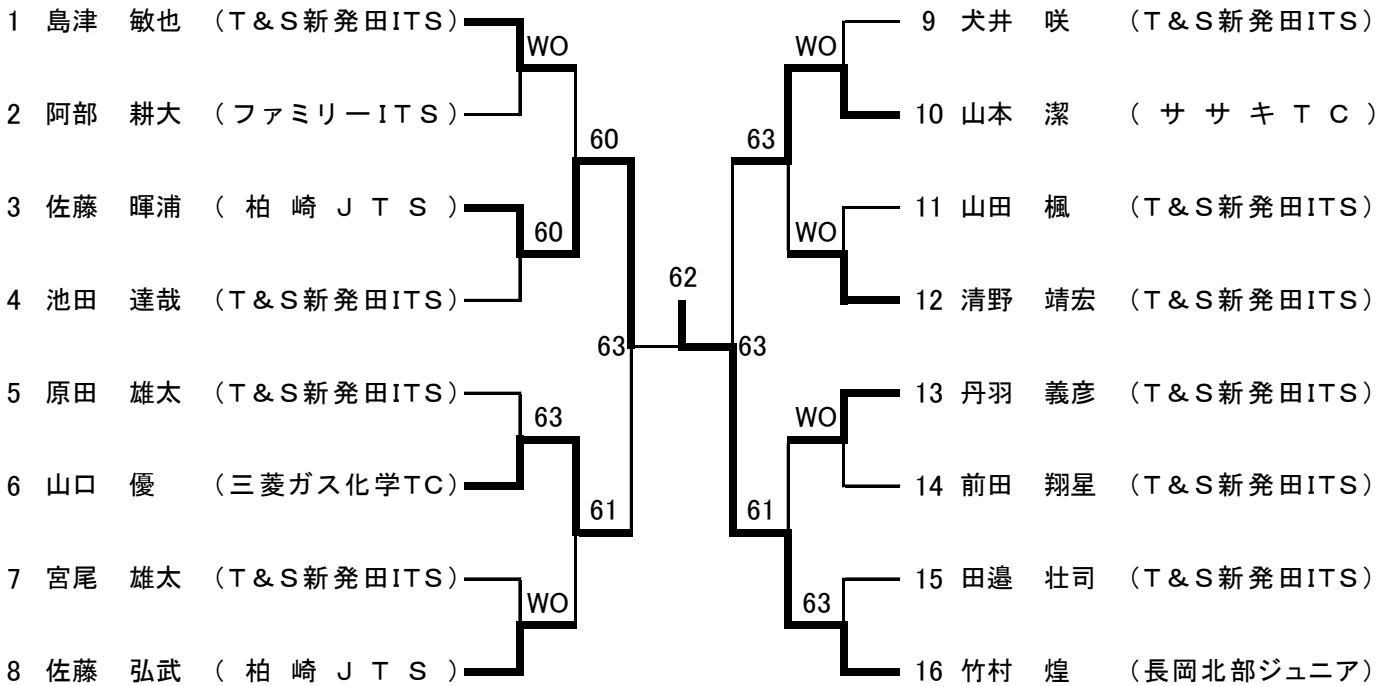 1 島津 敏也 (T&S新発田ITS)
WO
2 阿部 耕大 (ファミリーITS)
60
3 佐藤 暉浦 (柏崎JTS)
60
4 池田 達哉 (T&S新発田ITS)
63
5 原田 雄太 (T&S新発田ITS)
63
6 山口 優 (三菱ガス化学TC)
61
7 宮尾 雄太 (T&S新発田ITS)
WO
8 佐藤 弘武 (柏崎JTS)
62
9 犬井 咲 (T&S新発田ITS)
WO
10 山本 潔 (ササキTC)
63
11 山田 楓 (T&S新発田ITS)
WO
12 清野 靖宏 (T&S新発田ITS)
63
13 丹羽 義彦 (T&S新発田ITS)
WO
14 前田 翔星 (T&S新発田ITS)
61
15 田邉 壮司 (T&S新発田ITS)
63
16 竹村 煌 (長岡北部ジュニア)